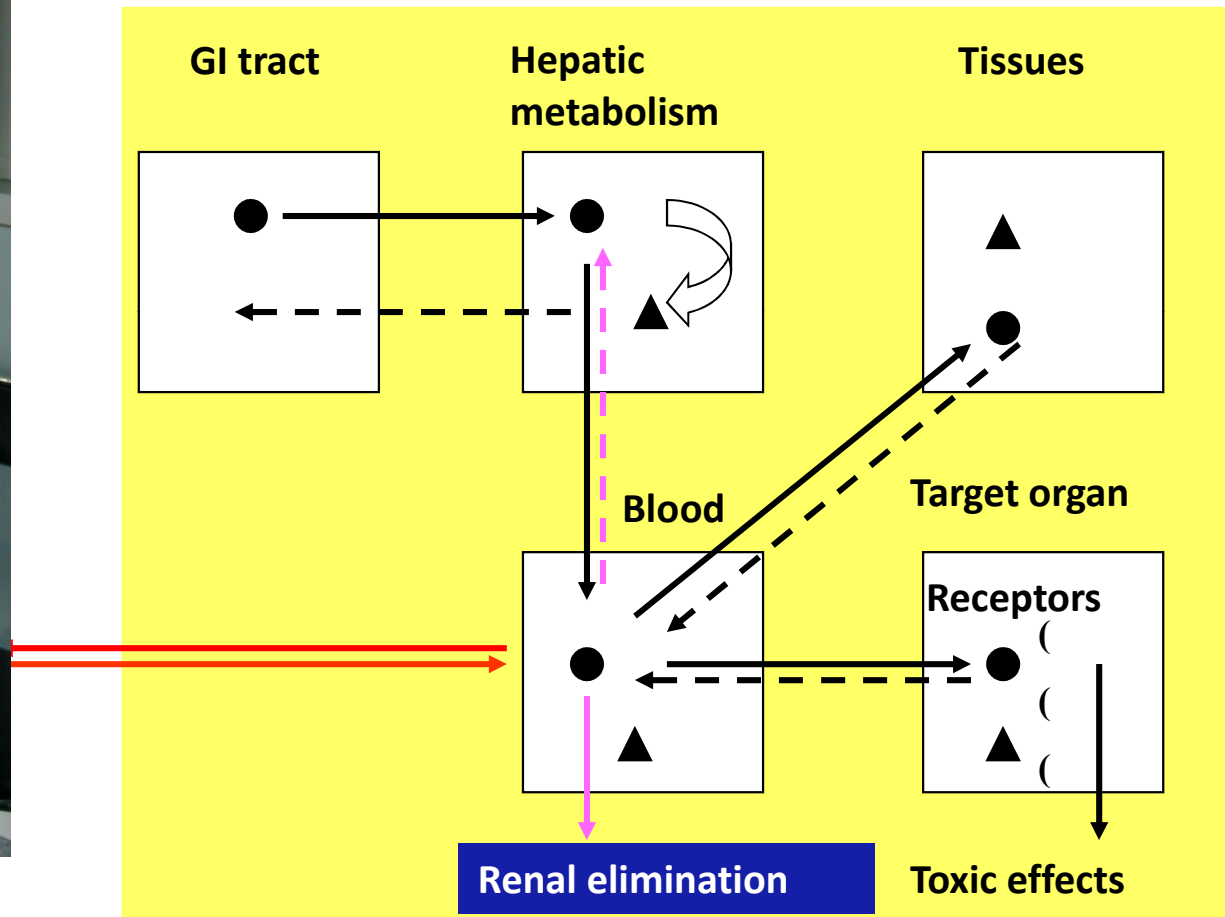 GI tract
Hepatic
metabolism
Tissues
Blood
Target organ
Receptors
Renal elimination
Toxic effects